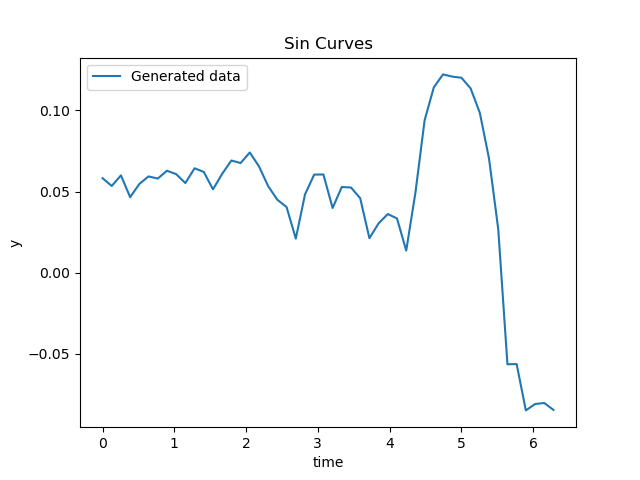 Sin Curves
Generated data
0.10
0.05
0.00
−0.05
y
0 1 2 3 4 5 6
time